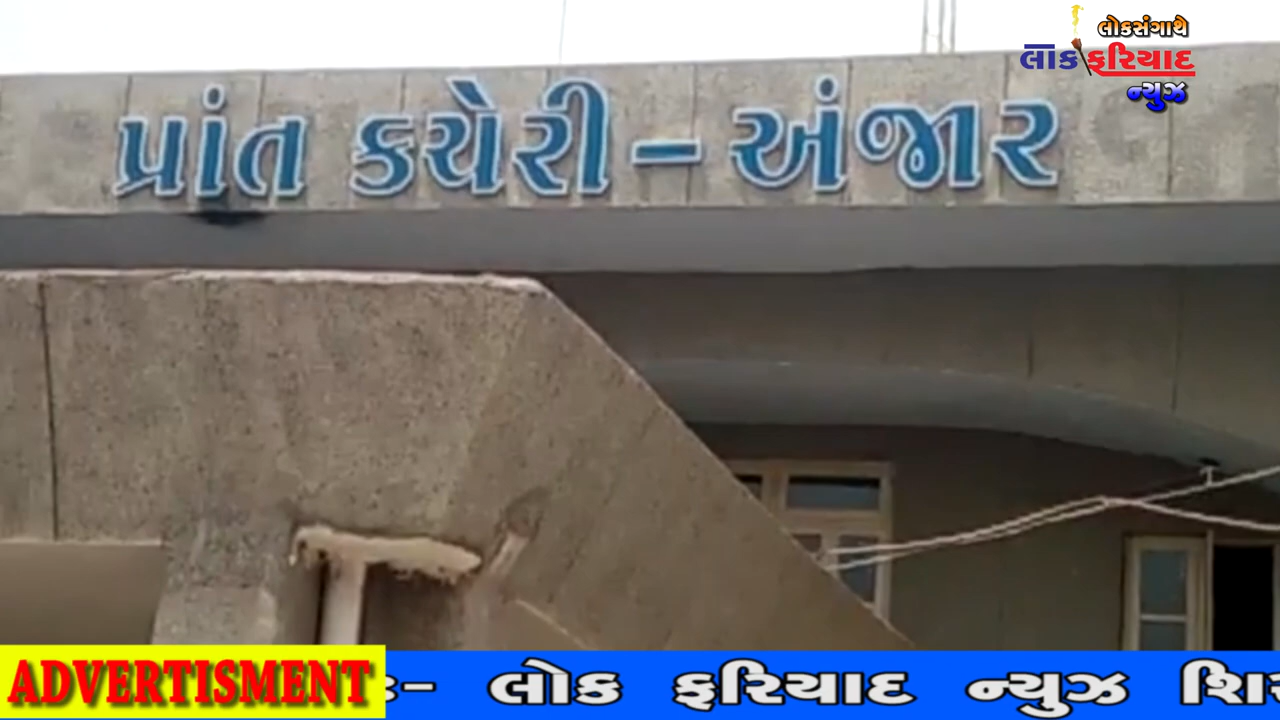 લોકસંગાથે
લોક ફરિયાદ
ન્યુઝ
પ્રાંત કચેરી - અંજાર
ADVERTISMENT
ઃ- લોક ફરિયાદ ન્યુઝ